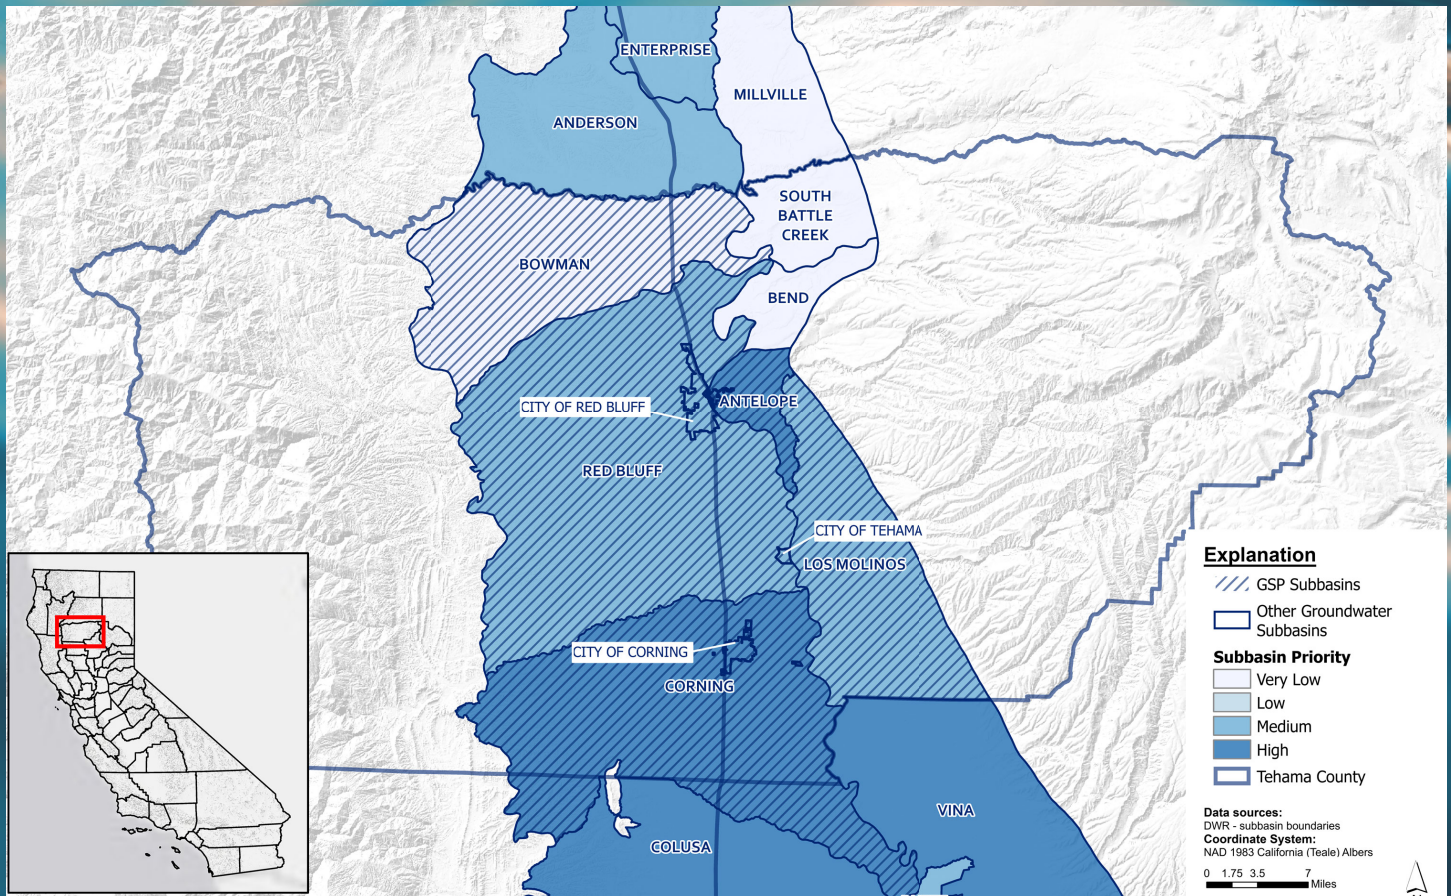 ENTERPRISE
MILLVILLE
ANDERSON
SOUTH
BATTLE
CREEK
BOWMAN
BEND
ANTELOPE
CITY OF RED BLUFF
RED BLUFF
CITY OF TEHAMA
LOS MOLINOS
CITY OF CORNING
CORNING
VINA
COLUSA
Explanation
GSP Subbasins
Other Groundwater
Subbasins
Subbasin Priority
Very Low
Low
Medium
High
Tehama County
Data sources:
DWR - subbasin boundaries
Coordinate System:
NAD 1983 California (Teale) Albers
0 1.75 3.5 7
Miles